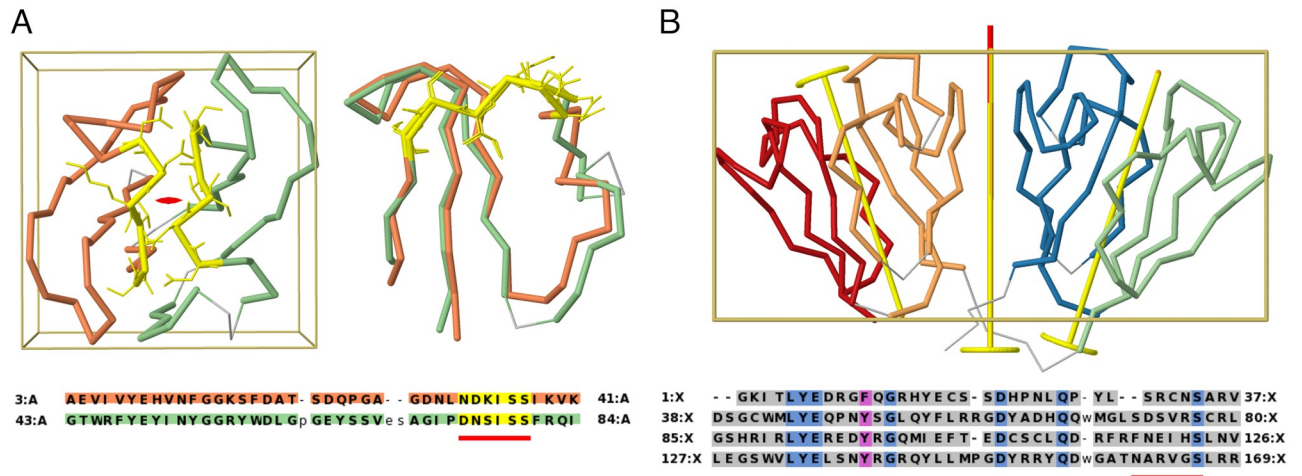 A
B
3:A AEVIVYEHVNFGGKSFDAT-SDQPGA--GDNLNDKISSIKVK 41:A
43:A GTWRFYEYINYGGRYWDLGpGEYSSVesAGIPDNSISSFRQI 84:A
1:X --GKITLYEDRGFQGRHYECS-SDHPNLQP-YL--SRCNSARV 37:X
38:X DSGCWMLYEQPNYSGLQYFLRRGDYADHQQwMGLSDSVRSCRL 80:X
85:X GSHRIRLYEREDYRGQMIEFT-EDCSCLQD-RFRFNEIHSLNV 126:X
127:X LEGSWVLYELSNYRGRQYLLMPGDYRRYQDwGATNARVGSLRR 169:X